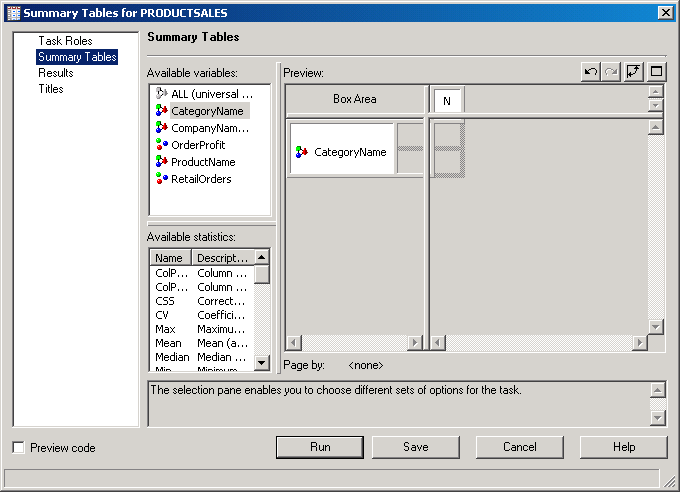 Summary Tables for PRODUCTSALES
Task Roles
Summary Tables
Results
Titles
Summary Tables
Available variables:
ALL (universal ...
CategoryName
CompanyNam...
OrderProfit
ProductName
RetailOrders
Available statistics:
Name Descript...
ColP... Column ...
ColP... Column ...
CSS Correct...
CV Coeffici...
Max Maximu...
Mean Mean (a...
Median Median ...
Min Minimum
Preview:
Box Area
N
CategoryName
Page by: <none>
The selection pane enables you to choose different sets of options for the task.
Preview code
Run
Save
Cancel
Help